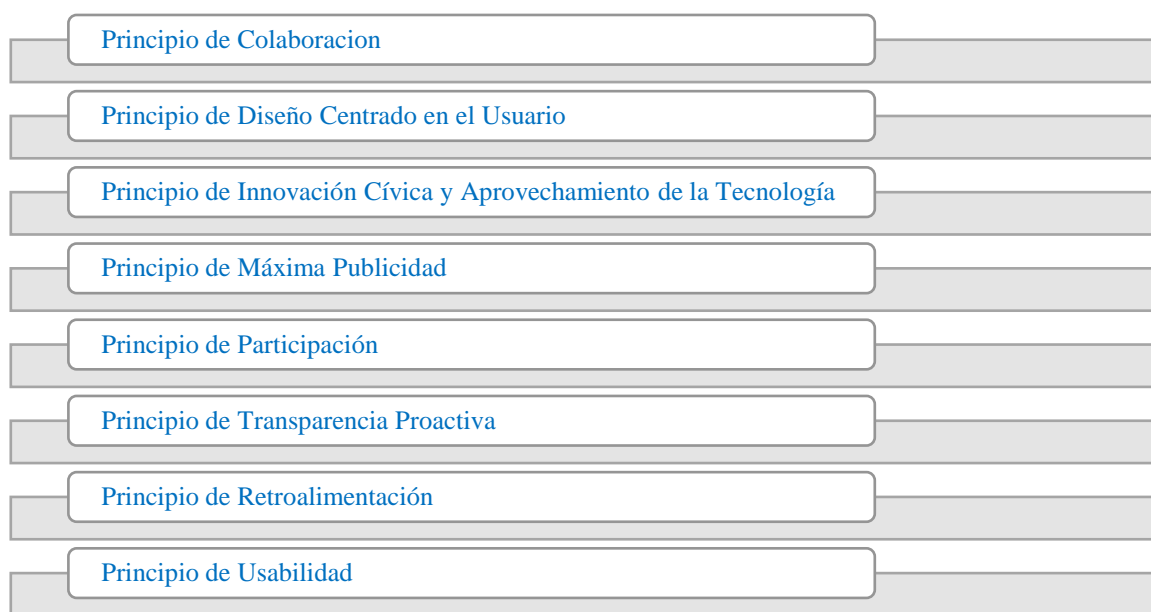 Principio de Colaboracion
Principio de Diseño Centrado en el Usuario
Principio de Innovación Cívica y Aprovechamiento de la Tecnología
Principio de Máxima Publicidad
Principio de Participación
Principio de Transparencia Proactiva
Principio de Retroalimentación
Principio de Usabilidad